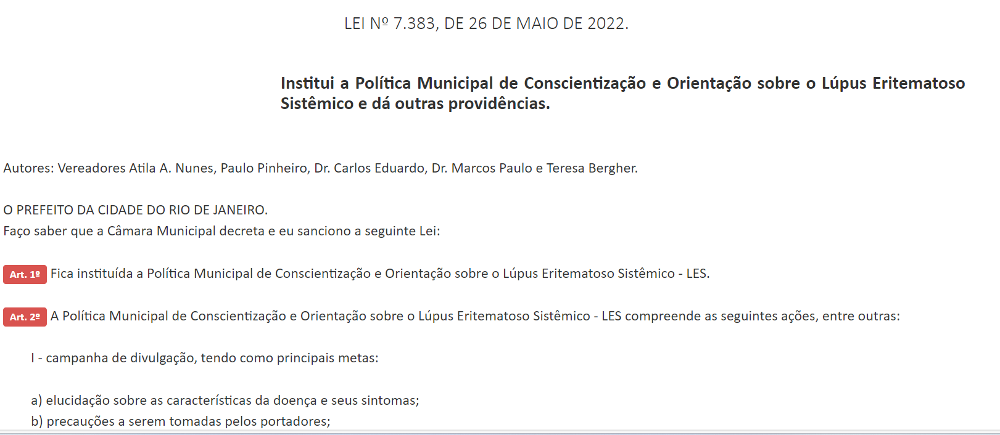 LEI Nº 7.383, DE 26 DE MAIO DE 2022.
Institui a Política Municipal de Conscientização e Orientação sobre o Lúpus Eritematoso
Sistêmico e dá outras providências.
Autores: Vereadores Atila A. Nunes, Paulo Pinheiro, Dr. Carlos Eduardo, Dr. Marcos Paulo e Teresa Bergher.
O PREFEITO DA CIDADE DO RIO DE JANEIRO.
Faço saber que a Câmara Municipal decreta e eu sanciono a seguinte Lei:
Art. 1º Fica instituída a Política Municipal de Conscientização e Orientação sobre o Lúpus Eritematoso Sistêmico - LES.
Art. 2º A Política Municipal de Conscientização e Orientação sobre o Lúpus Eritematoso Sistêmico - LES compreende as seguintes ações, entre outras:
I - campanha de divulgação, tendo como principais metas:
a) elucidação sobre as características da doença e seus sintomas;
b) precauções a serem tomadas pelos portadores;